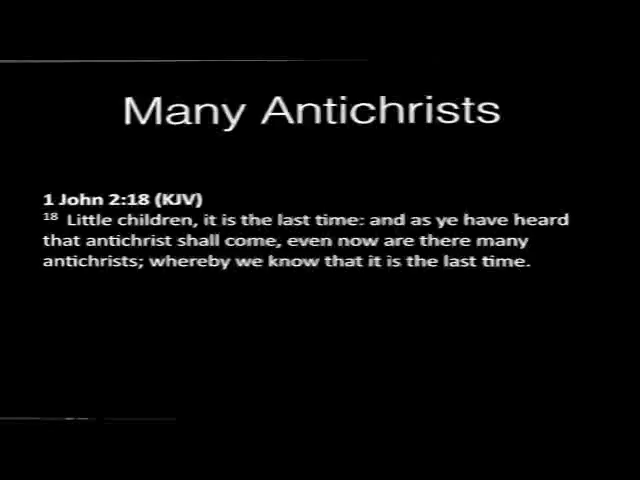 Many Antichrists
1 John 2:18 (KJV)
18 Little children, it is the last time: and as ye have heard
that antichrist shall come, even now are there many
antichrists; whereby we know that it is the last time.